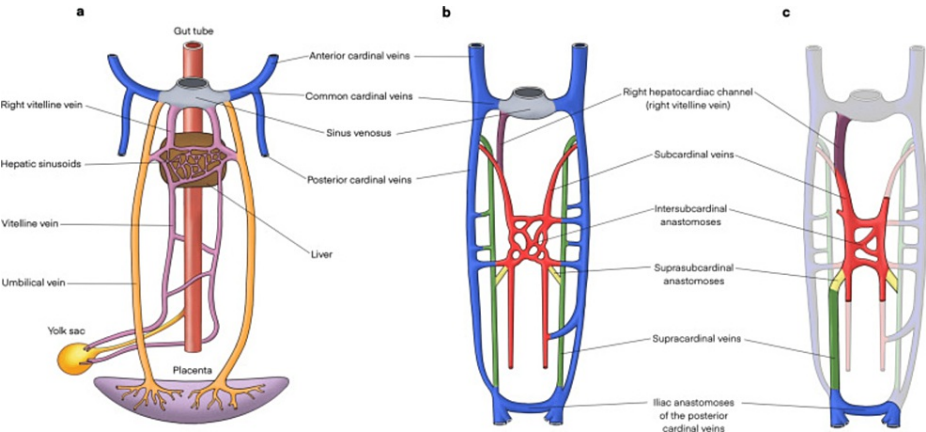 a
b
c
Gut tube
Anterior cardinal veins
Common cardinal veins
Right vitelline vein
Sinus venosus
Hepatic sinusoids
Posterior cardinal veins
Vitelline vein
Liver
Umbilical vein
Yolk sac
Placenta
Right hepatocardiac channel
(right vitelline vein)
Subcardinal veins
Intersubcardinal
anastomoses
Suprasubcardinal
anastomoses
Supracardinal veins
Iliac anastomoses
of the posterior
cardinal veins